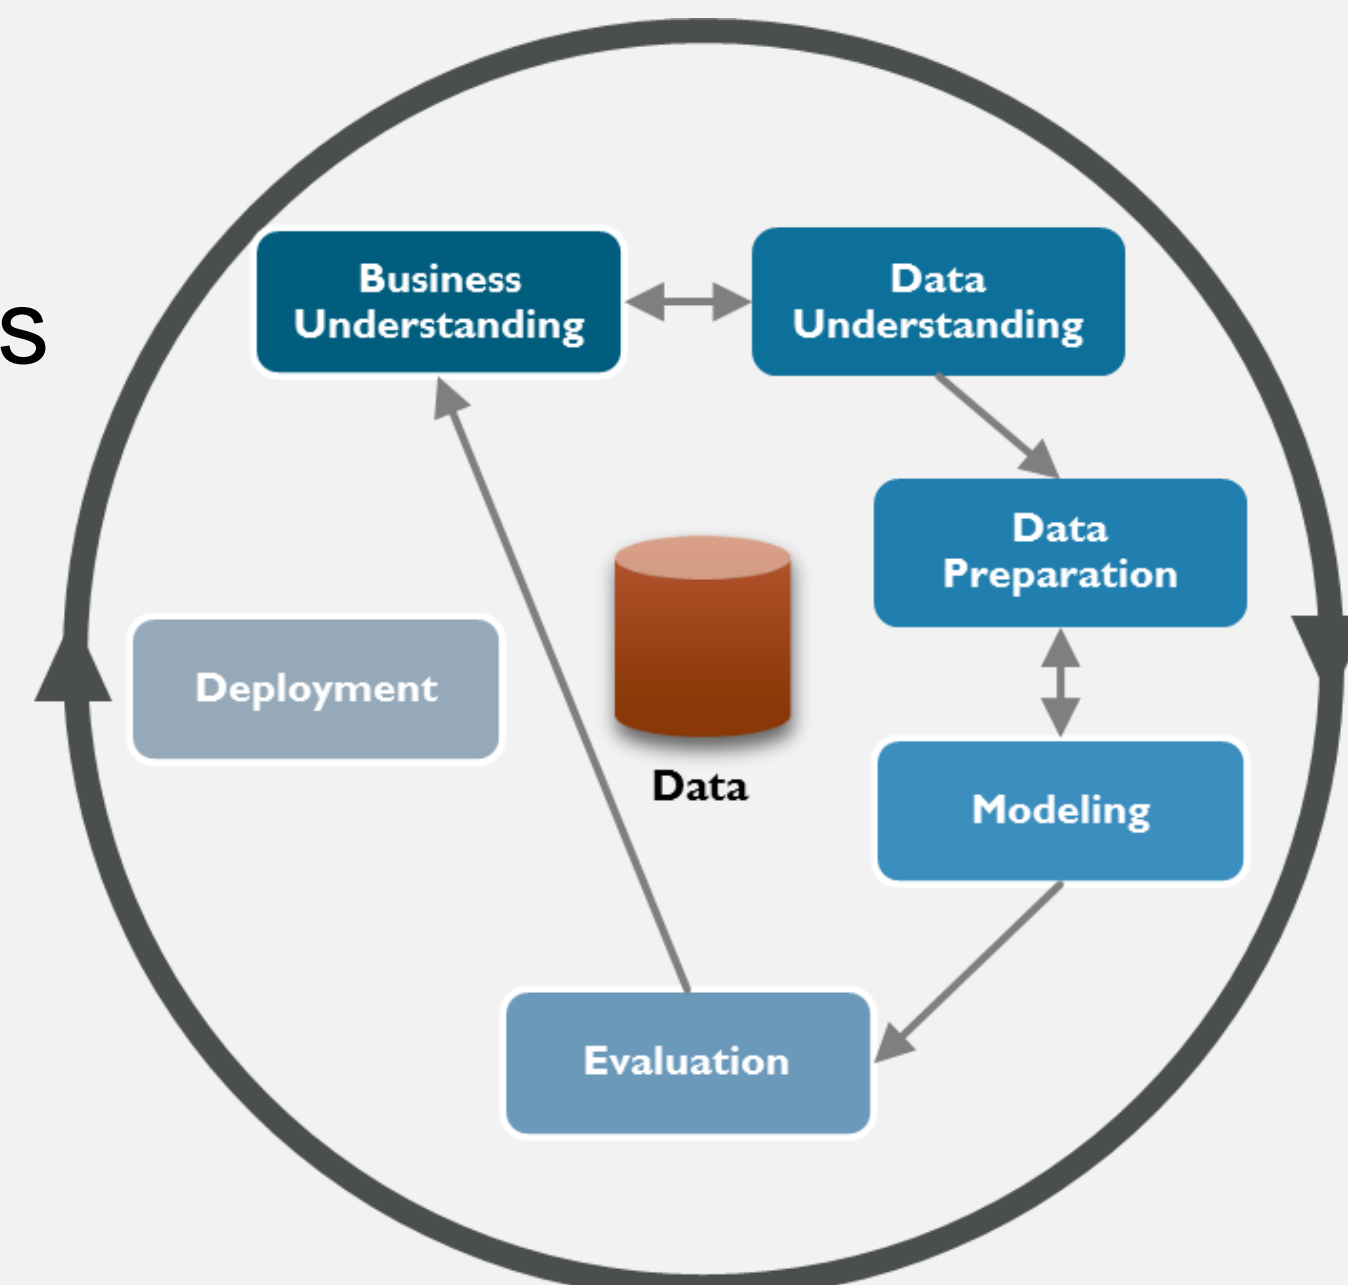 s
Business
Understanding
Data
Understanding
Data
Preparation
Deployment
Data
Modeling
Evaluation